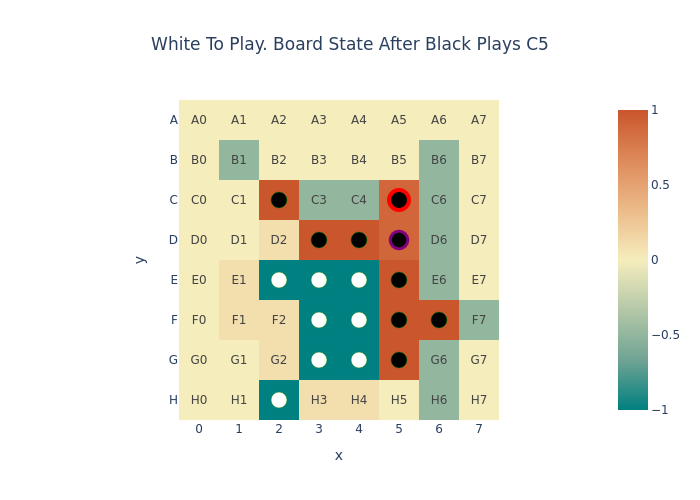 White To Play. Board State After Black Plays C5
A A0 A1 A2 A3 A4 A5 A6 A7
B B0 B1 B2 B3 B4 B5 B6 B7
C C0 C1 C3 C4 C6 C7
D D0 D1 D2 D6 D7
E E0 E1 E6 E7
F F0 F1 F2 F7
G G0 G1 G2 G6 G7
H H0 H1 H3 H4 H5 H6 H7
0 1 2 3 4 5 6 7
x
y
1
0.5
0
−0.5
−1